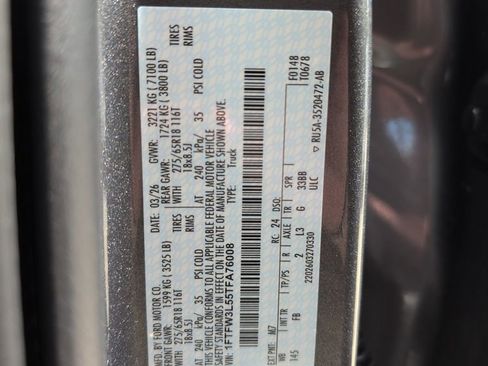 MFD. BY FORD MOTOR CO.
DATE: 03/26 GVWR: 3221 KG (7100 LB)
FRONT GAWR: 1599 KG (3525 LB) REAR GAWR: 1724 KG (3800 LB)
275/65R18 116T TIRES WITH 275/65R18 116T TIRES
18x8.5J RIMS 18x8.5J RIMS
AT 240 kPa/ 35 PSI COLD AT 240 kPa/ 35 PSI COLD
THIS VEHICLE CONFORMS TO ALL APPLICABLE FEDERAL MOTOR VEHICLE
SAFETY STANDARDS IN EFFECT ON THE DATE OF MANUFACTURE SHOWN ABOVE.
VIN: 1FTFW3L55TFA76008
TYPE: Truck
F0148
T0678
EXT PNT: M7 RC: 24 DSO:
WB INT TR TP/PS R AXLE TR SPR
145 FB 2 L3 G 33BB
ULC
2202603270330
RU5A-3520472-AB